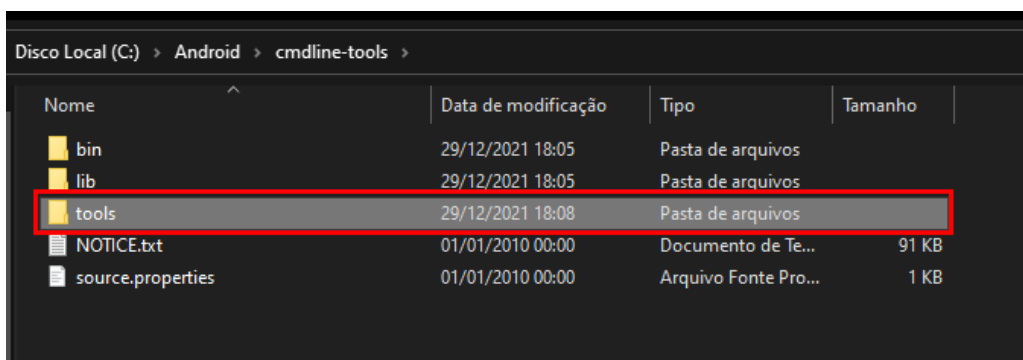 Disco Local (C:) > Android > cmdline-tools >
Nome Data de modificação Tipo Tamanho
bin 29/12/2021 18:05 Pasta de arquivos
lib 29/12/2021 18:05 Pasta de arquivos
tools 29/12/2021 18:08 Pasta de arquivos
NOTICE.txt 01/01/2010 00:00 Documento de Te... 91 KB
source.properties 01/01/2010 00:00 Arquivo Fonte Pro... 1 KB